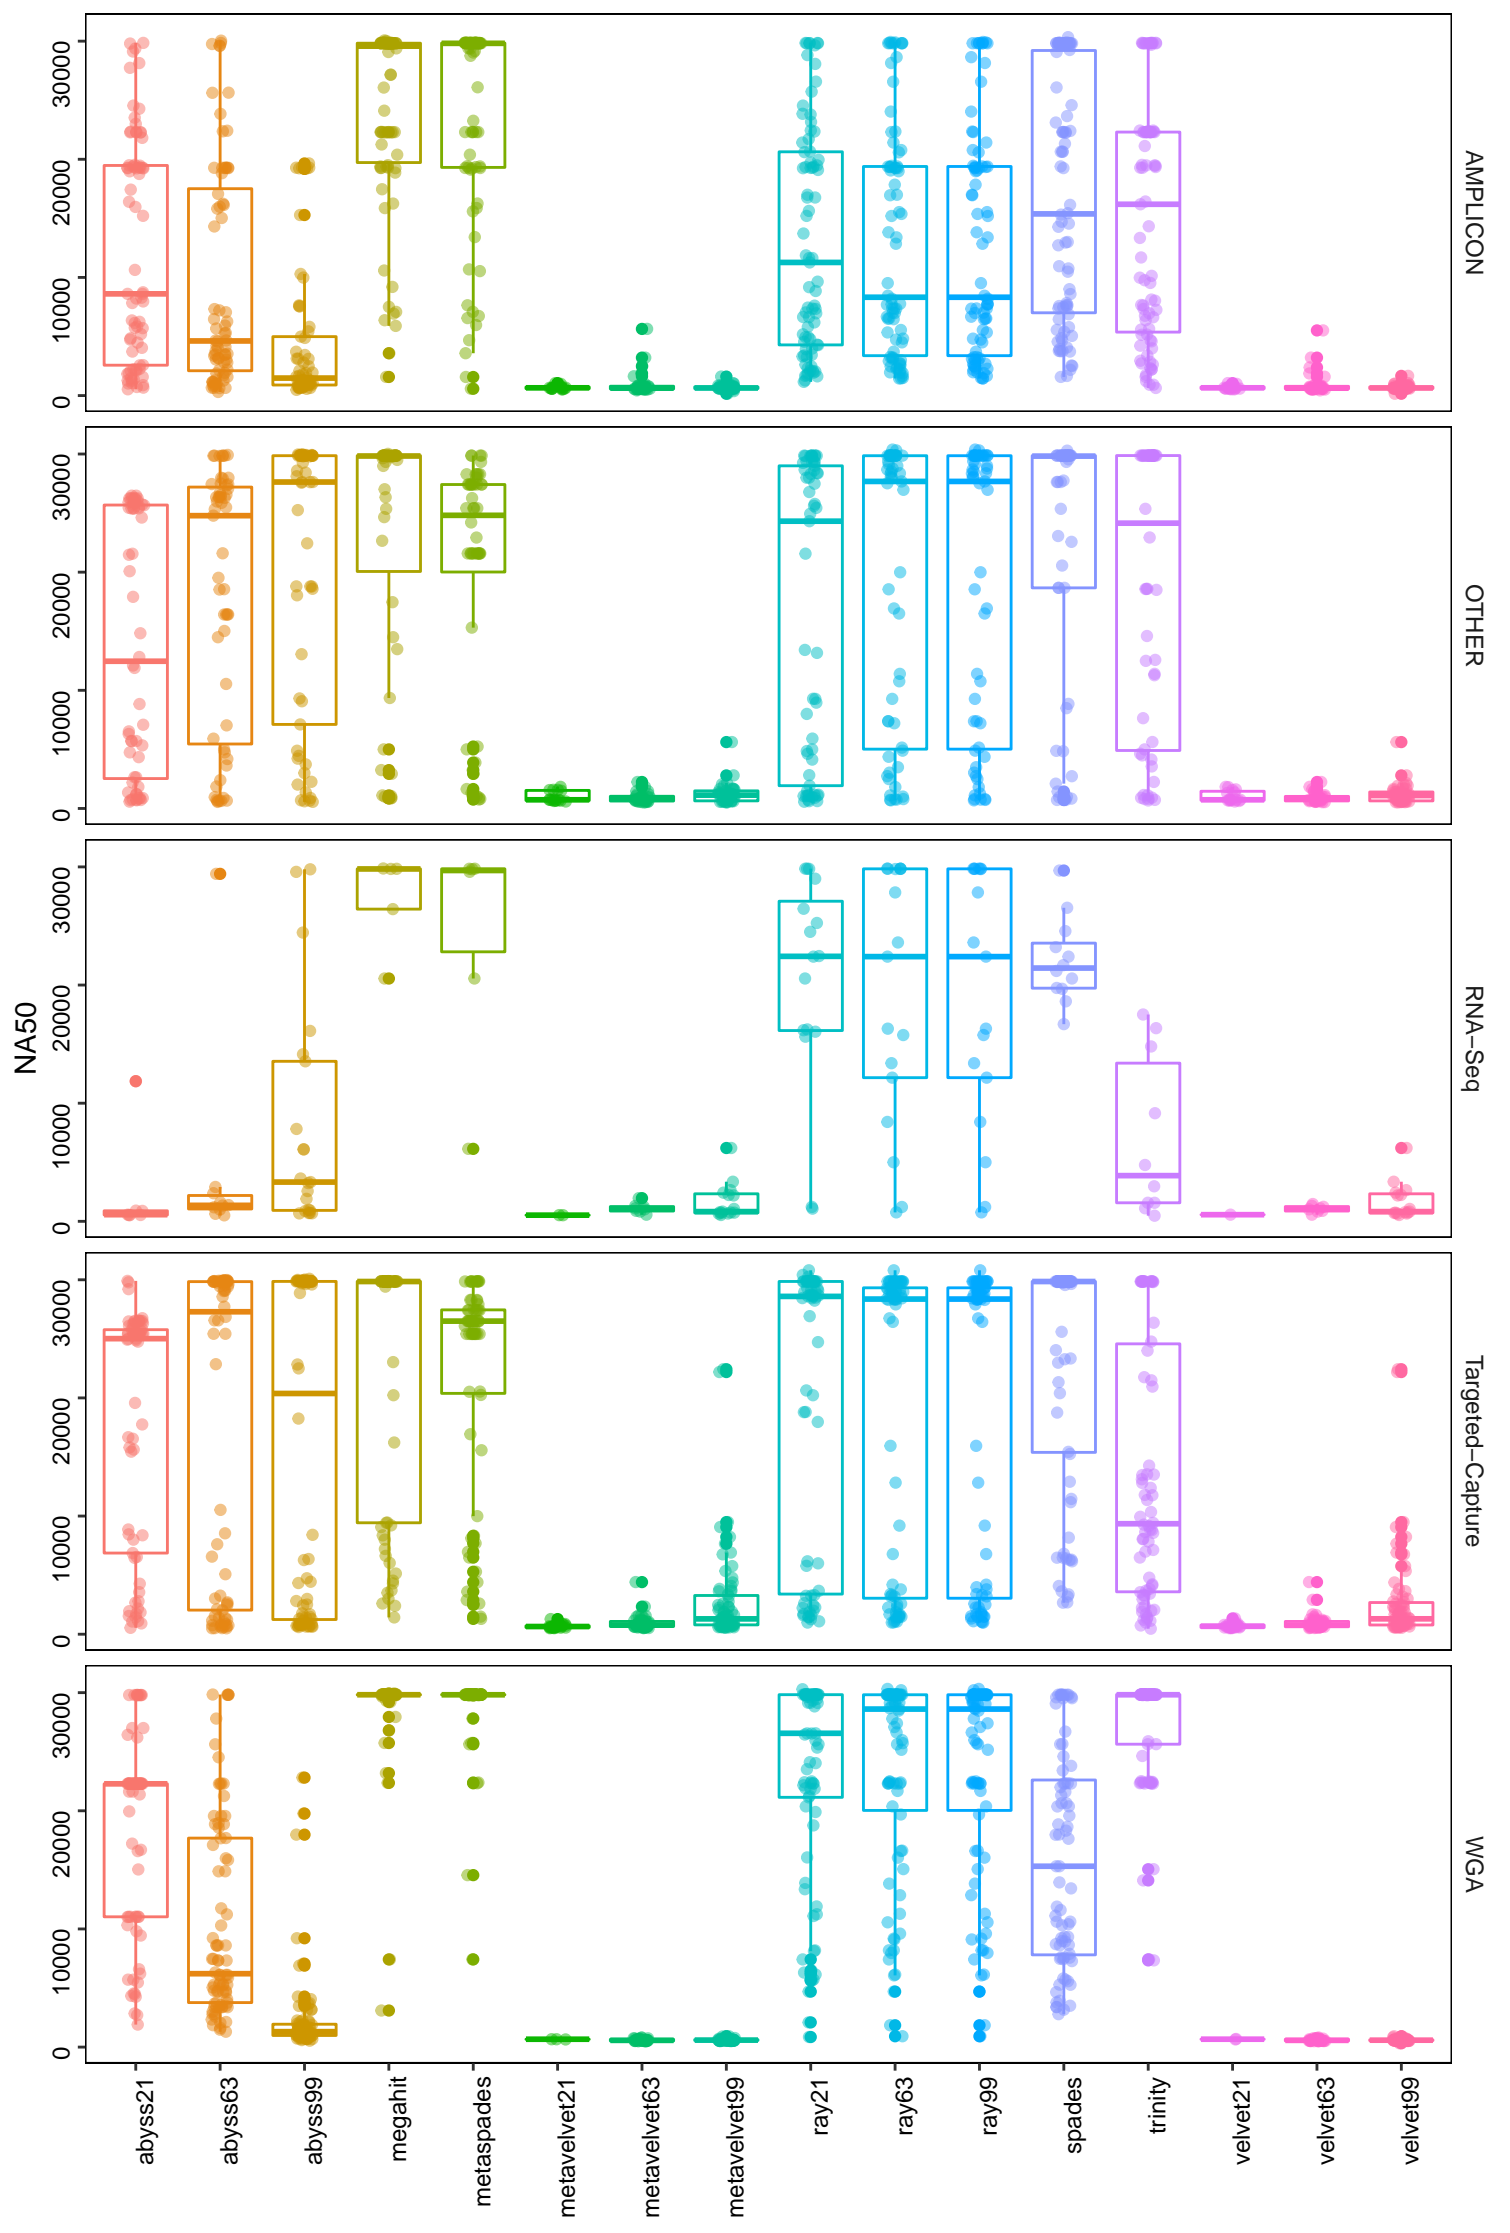 NA50
30000
20000
10000
0
AMPLICON
30000
20000
10000
0
OTHER
30000
20000
10000
0
RNA−Seq
30000
20000
10000
0
Targeted−Capture
30000
20000
10000
0
WGA
abyss21
abyss63
abyss99
megahit
metaspades
metavelvet21
metavelvet63
metavelvet99
ray21
ray63
ray99
spades
trinity
velvet21
velvet63
velvet99